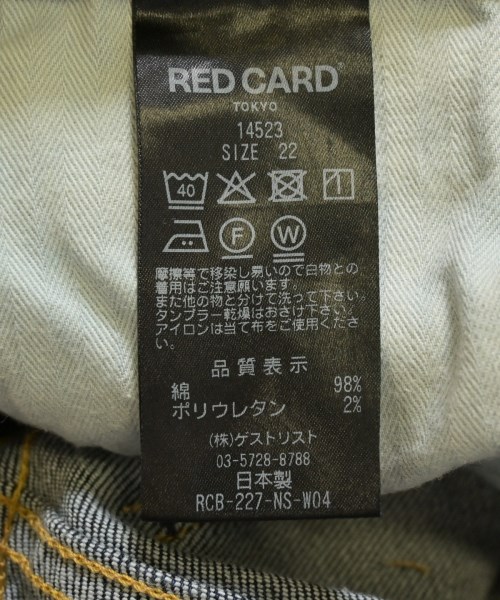 RED CARD
TOKYO
14523
SIZE 22
40
F W
摩擦等で移染し易いので白物との
着用はご注意願います。
また他の物と分けて洗って下さい。
タンブラー乾燥はおさけ下さい。
アイロンは当て布をご使用くださ
い。
品質表示
綿 98%
ポリウレタン 2%
(株)ゲストリスト
03-5728-8788
日本製
RCB-227-NS-W04